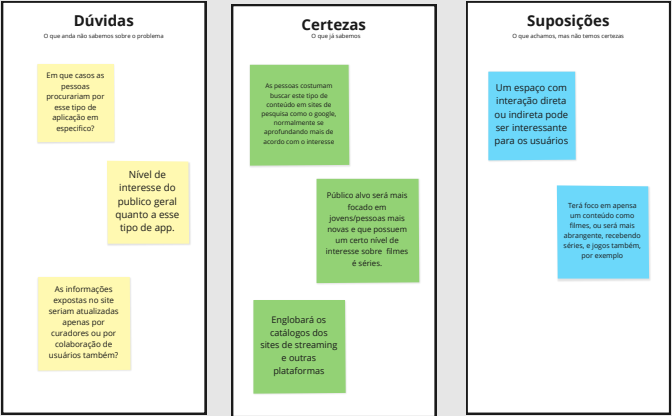 Dúvidas
O que anda não sabemos sobre o problema
Em que casos as
pessoas
procurariam por
esse tipo de
aplicação em
especifico?
Nível de
interesse do
publico geral
quanto a esse
tipo de app.
As informações
expostas no site
seriam atualizadas
apenas por
curadores ou por
colaboração de
usuários também?
Certezas
O que já sabemos
As pessoas costumam
buscar este tipo de
conteúdo em sites de
pesquisa como o google,
normalmente se
aprofundando mais de
acordo com o interesse
Público alvo será mais
focado em
jovens/pessoas mais
novas e que possuem
um certo nível de
interesse sobre filmes
é séries.
Englobará os
catálogos dos
sites de streaming
e outras
plataformas
Suposições
O que achamos, mas não temos certezas
Um espaço com
interação direta
ou indireta pode
ser interessante
para os usuários
Terá foco em apensa
um conteúdo como
filmes, ou será mais
abrangente, recebendo
séries, e jogos também,
por exemplo